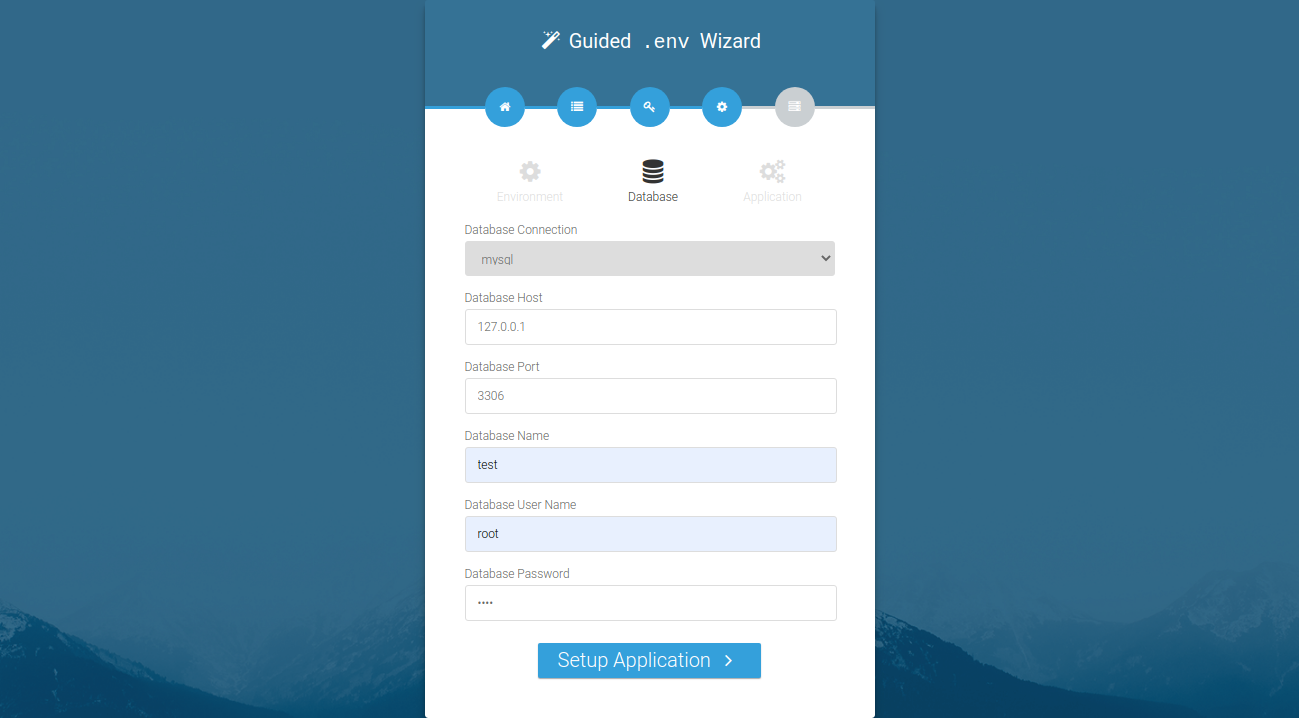 Guided .env Wizard
Environment
Database
Application
Database Connection
mysql
Database Host
127.0.0.1
Database Port
3306
Database Name
test
Database User Name
root
Database Password
••••
Setup Application